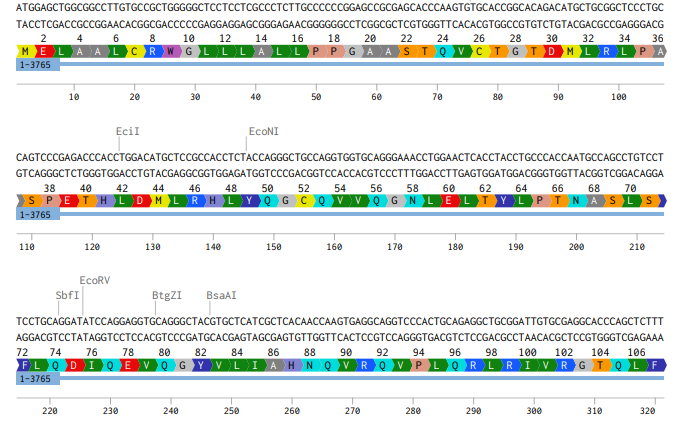 ATGGAGCTGGCGGCCTTGTGCCGCTGGGGGCTCCTCCTCGCCCTCTTGCCCCCCGGAGCCGCGAGCACCCAAGTGTGCACCGGCACAGACATGCTGCGGCTCCCTGC
TACCTCGACCGCCGGAACACGGCGACCCCCGAGGAGGAGCGGGAGAACGGGGGGCCTCGGCGCTCGTGGGTTCACACGTGGCCGTGTCTGTACGACGCCGAGGGACG
2 4 6 8 10 12 14 16 18 20 22 24 26 28 30 32 34 36
M E L A A L C R W G L L L A L L P P G A A S T Q V C T G T D M L R L P A
1-3765
10 20 30 40 50 60 70 80 90 100
EciI EcoNI
CAGTCCCGAGACCCACCTGGACATGCTCCGCCACCTCTACCAGGGCTGCCAGGTGGTGCAGGGAAACCTGGAACTCACCTACCTGCCCACCAATGCCAGCCTGTCCT
GTCAGGGCTCTGGGTGGACCTGTACGAGGCGGTGGAGATGGTCCCGACGGTCCACCACGTCCCTTTGGACCTTGAGTGGATGGACGGGTGGTTACGGTCGGACAGGA
38 40 42 44 46 48 50 52 54 56 58 60 62 64 66 68 70
S P E T H L D M L R H L Y Q G C Q V V Q G N L E L T Y L P T N A S L S
1-3765
110 120 130 140 150 160 170 180 190 200 210
EcoRV
SbfI BtgZI BsaAI
TCCTGCAGGATATCCAGGAGGTGCAGGGCTACGTGCTCATCGCTCACAACCAAGTGAGGCAGGTCCCACTGCAGAGGCTGCGGATTGTGCGAGGCACCCAGCTCTTT
AGGACGTCCTATAGGTCCTCCACGTCCCGATGCACGAGTAGCGAGTGTTGGTTCACTCCGTCCAGGGTGACGTCTCCGACGCCTAACACGCTCCGTGGGTCGAGAAA
72 74 76 78 80 82 84 86 88 90 92 94 96 98 100 102 104 106
F L Q D I Q E V Q G Y V L I A H N Q V R Q V P L Q R L R I V R G T Q L F
1-3765
220 230 240 250 260 270 280 290 300 310 320